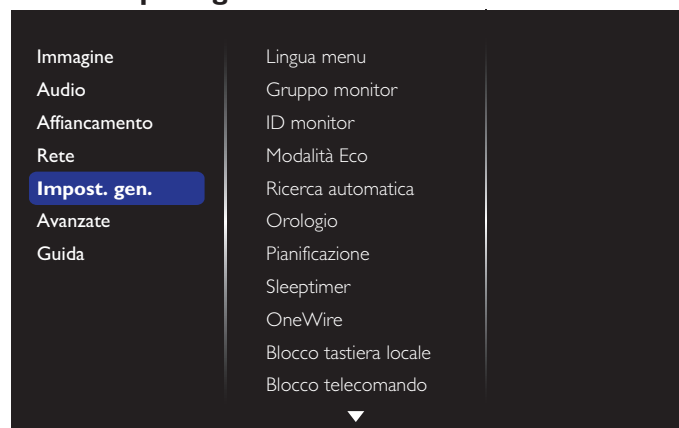 Immagine
Audio
Affiancamento
Rete
Impost. gen.
Avanzate
Guida
Lingua menu
Gruppo monitor
ID monitor
Modalità Eco
Ricerca automatica
Orologio
Pianificazione
Sleeptimer
OneWire
Blocco tastiera locale
Blocco telecomando